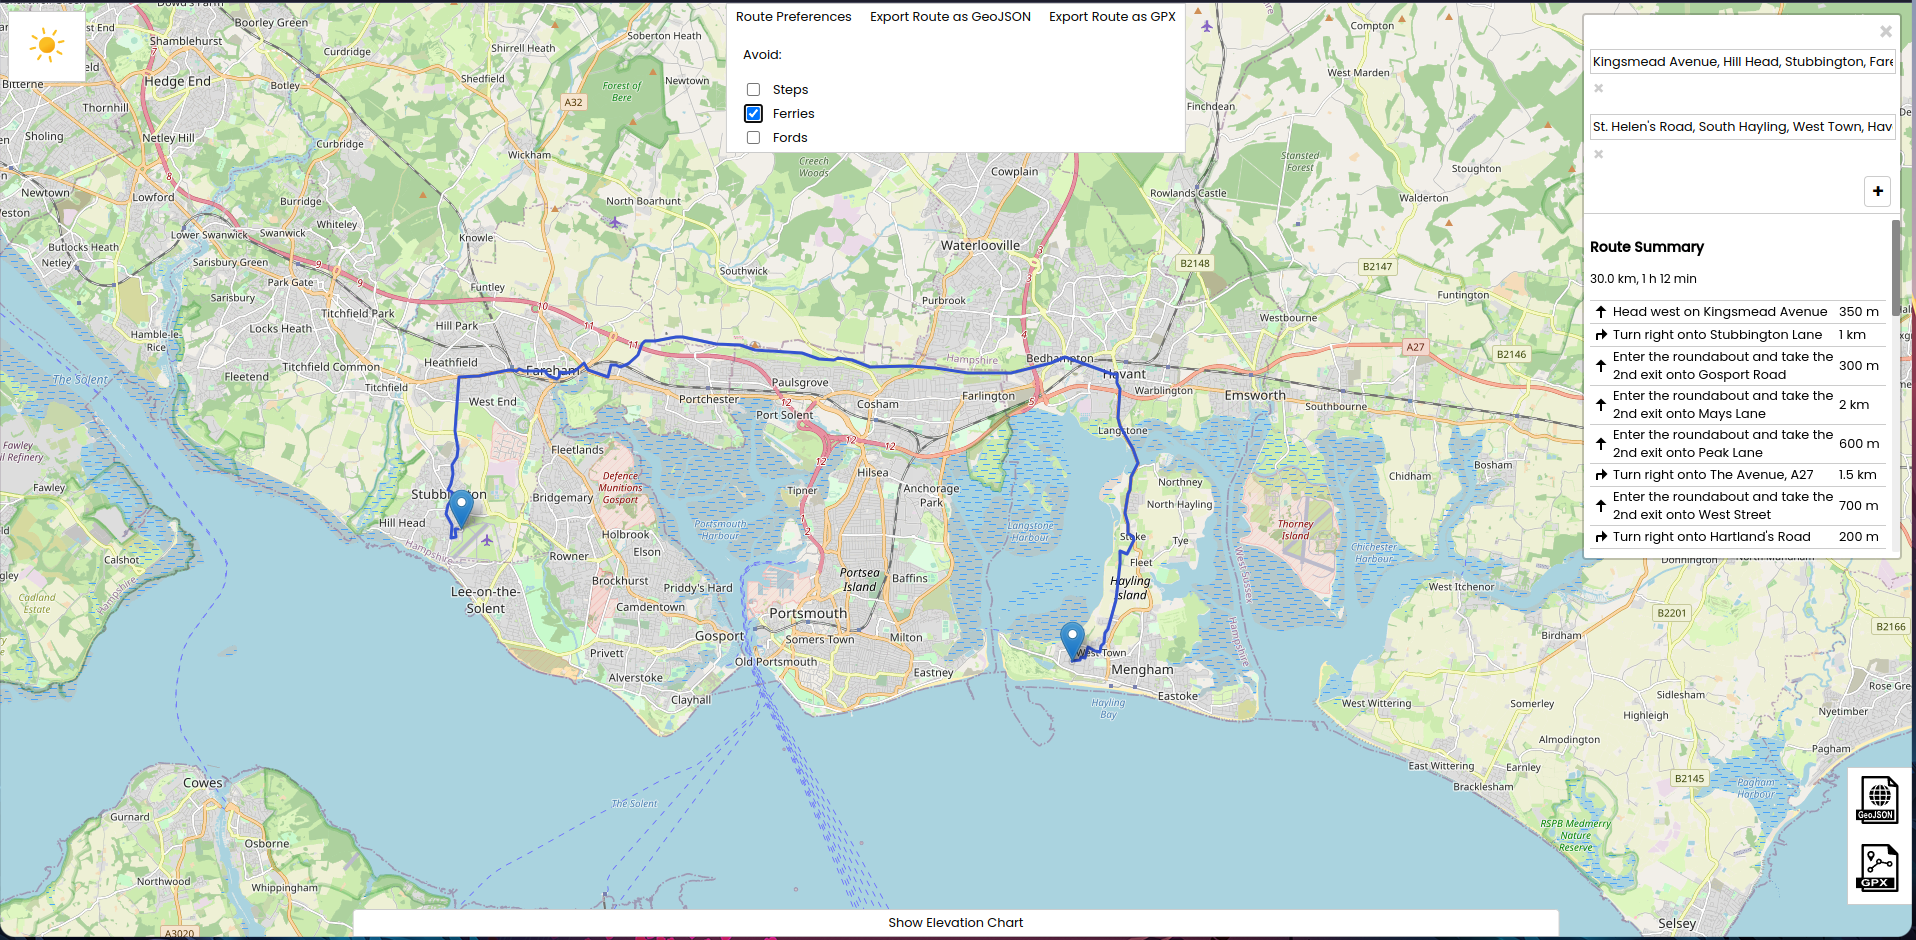 Route Preferences
Export Route as GeoJSON
Export Route as GPX
Avoid:
Steps
Ferries
Fords
Kingsmead Avenue, Hill Head, Stubbington, Far
St. Helen's Road, South Hayling, West Town, Hav
+
Route Summary
30.0 km, 1 h 12 min
Head west on Kingsmead Avenue 350 m
Turn right onto Stubbington Lane 1 km
Enter the roundabout and take the
2nd exit onto Gosport Road 300 m
Enter the roundabout and take the
2nd exit onto Mays Lane 2 km
Enter the roundabout and take the
2nd exit onto Peak Lane 600 m
Turn right onto The Avenue, A27 1.5 km
Enter the roundabout and take the
2nd exit onto West Street 700 m
Turn right onto Hartland's Road 200 m
Boorley Green
Soberton Heath
Compton
Shamblehurst
Curdridge
Shirrell Heath
Hedge End
Shedfield
Newtown
West Marden
Bitterne
Botley
Forest of
Bere
A32
Thornhill
Finchdean
Sholing
Netley Hill
Curbridge
Wickham
Creech
Woods
Stansted
Forest
Stoughton
Cowplain
Newtown
Lowford
Burridge
North Boarhunt
Rowlands Castle
Walderton
Whiteley
Lower Swanwick
Swanwick
Knowle
Waterlooville
Butlocks Heath
Netley
Sarisbury Green
Park Gate
Funtley
Southwick
B2148
B2147
Sarisbury
Titchfield Park
Purbrook
Funtington
Hamble-le-
Rice
Locks Heath
Hill Park
Westbourne
Heathfield
Hampshire
Bedhampton
A27
B2146
The Solent
Fleetend
Titchfield Common
Titchfield
Fareham
Paulsgrove
Havant
Warblington
Emsworth
West End
Portchester
Port Solent
Cosham
Farlington
Southbourne
Langstone
Fleetlands
Hilsea
Defence
Munitions
Gosport
Bosham
Chidham
Fawley
Stubb on
Bridgemary
Tipner
Anchorage
Park
Northney
North Hayling
Hill Head
Portsmouth
Harbour
Langstone
Harbour
Thorney
Island
Holbrook
Elson
Stoke
Tye
Calshot
Hampshire
Rowner
Fleet
Chichester
Harbour
Donnington
Lee-on-the-
Solent
Brockhurst
Priddy's Hard
Portsea
Island
Baffins
Hayling
Island
West Sussex
West Itchenor
Cadland
Estate
Camdentown
Portsmouth
B2201
Gosport
Somers Town
Milton
Hampshire
Birdham
B2166
Privett
Old Portsmouth
Eastney
West Town
Mengham
Alverstoke
Clayhall
Eastoke
Hayling
Bay
Sidlesham
West Wittering
Somerley
Highleigh
Nyetimber
Almodington
Pagham
Cowes
East Wittering
Earnley
B2145
Bracklesham
Pagham
Harbour
Gurnard
The Solent
Osborne
RSPB Medmerry
Nature
Reserve
Northwood
Whippingham
A3020
Selsey
GeoJSON
GPX
Show Elevation Chart